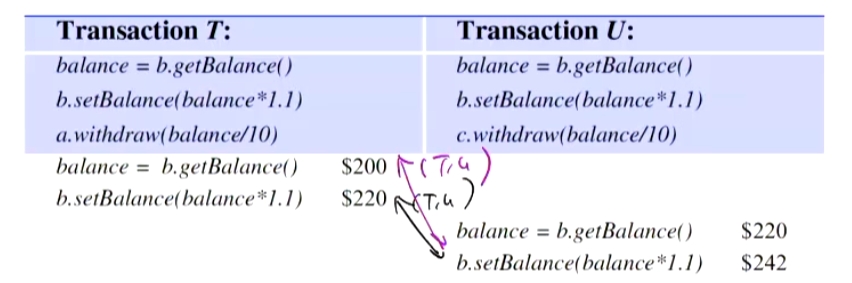 Transaction T: Transaction U:
balance = b.getBalance() balance = b.getBalance()
b.setBalance(balance*1.1) b.setBalance(balance*1.1)
a.withdraw(balance/10) c.withdraw(balance/10)
balance = b.getBalance() $200 (T,u)
b.setBalance(balance*1.1) $220 (T,u)
balance = b.getBalance() $220
b.setBalance(balance*1.1) $242